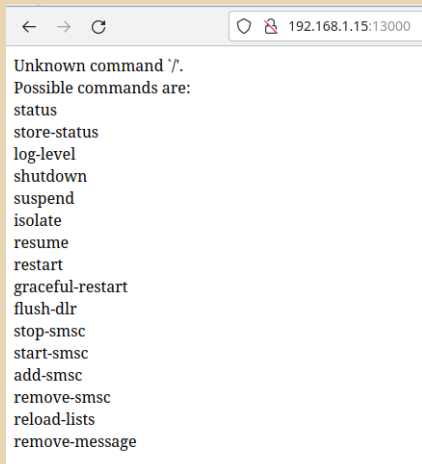 192.168.1.15:13000
Unknown command `/'.
Possible commands are:
status
store-status
log-level
shutdown
suspend
isolate
resume
restart
graceful-restart
flush-dlr
stop-smsc
start-smsc
add-smsc
remove-smsc
reload-lists
remove-message